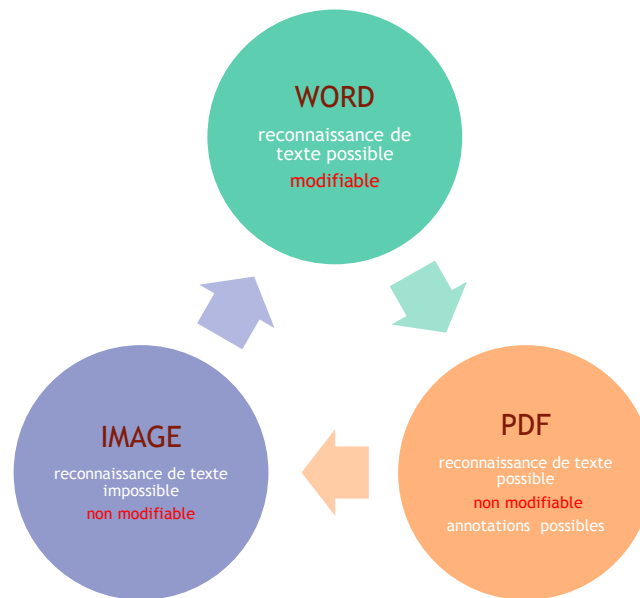 WORD
reconnaissance de
texte possible
modifiable
IMAGE
reconnaissance de texte
impossible
non modifiable
PDF
reconnaissance de texte
possible
non modifiable
annotations possibles